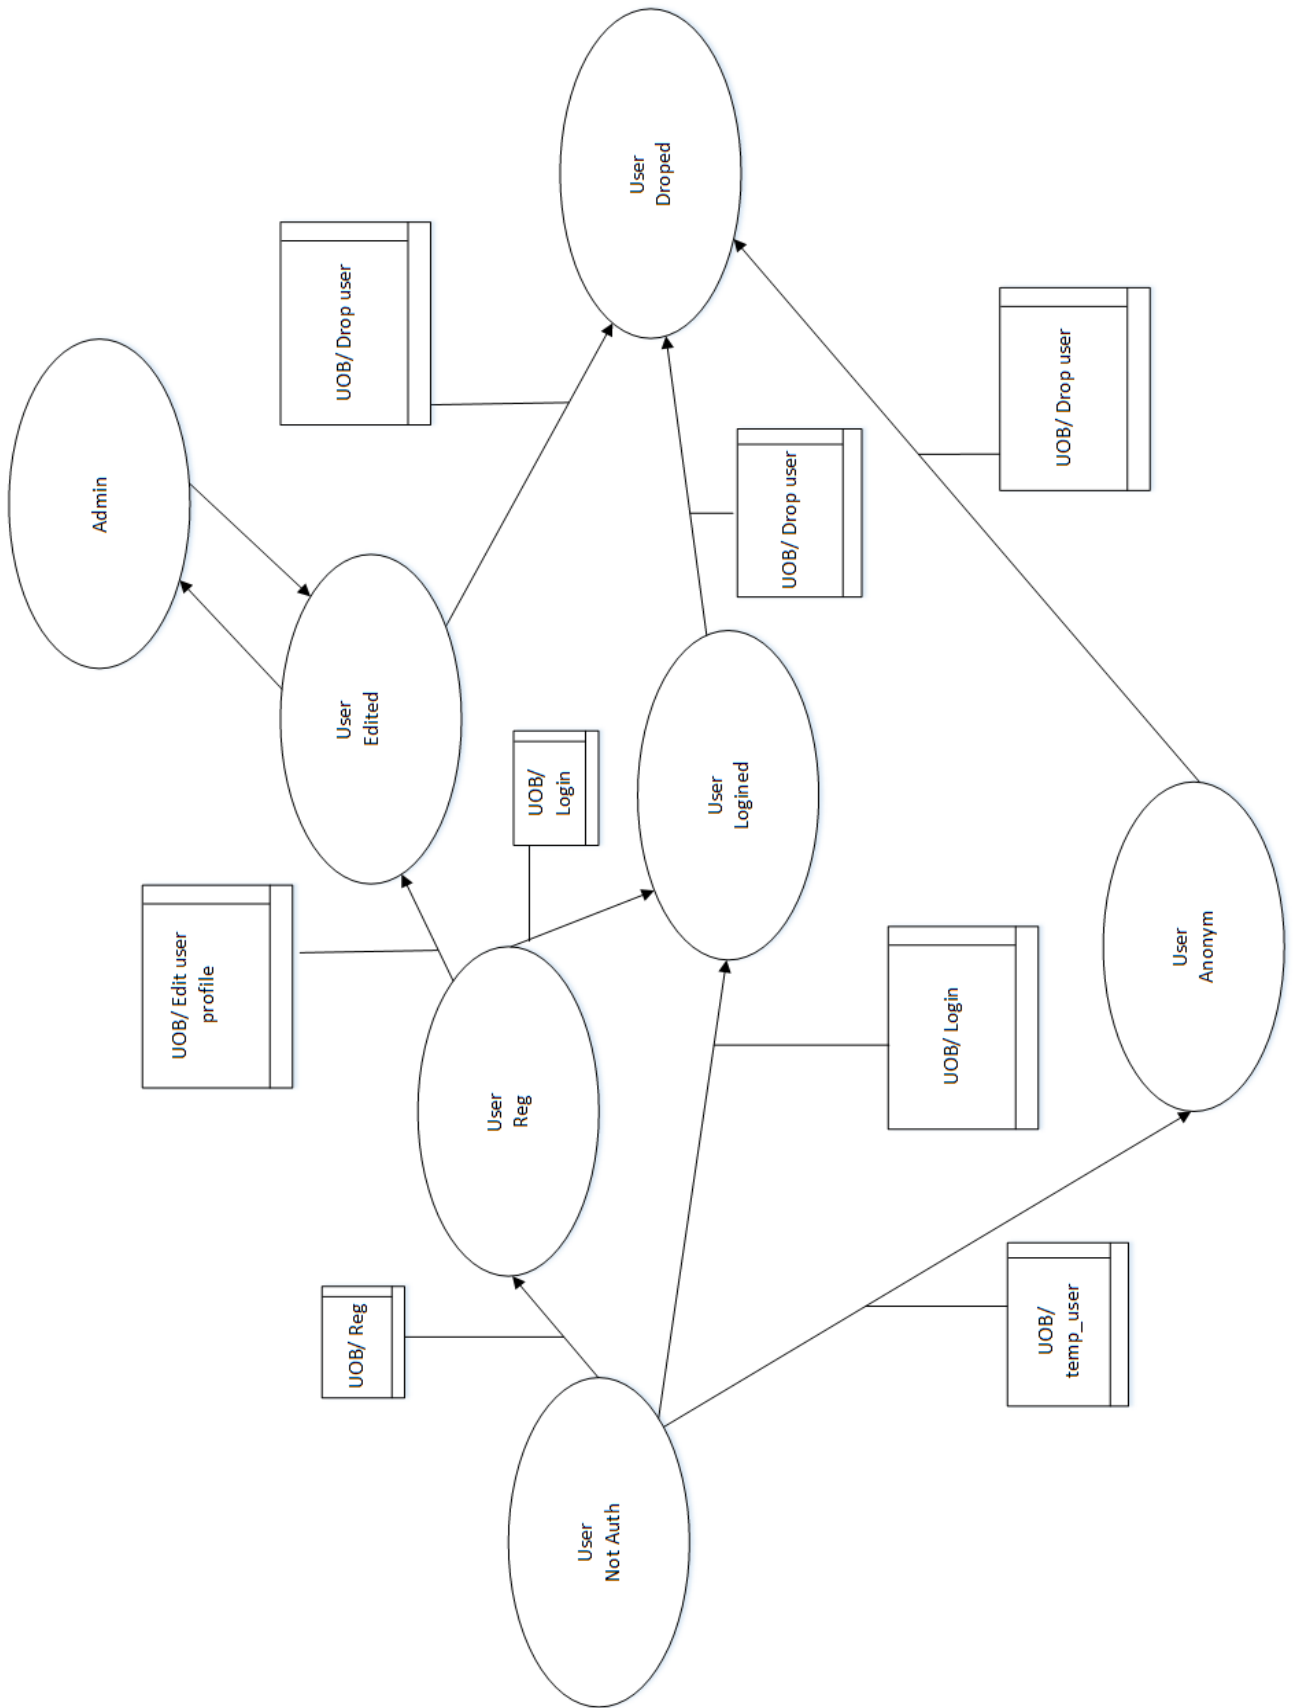 User
Not Auth
UOB/ Reg
User
Reg
UOB/ Edit user
profile
UOB/
Login
User
Edited
Admin
UOB/ Drop user
User
Droped
UOB/ Drop user
User
Logined
UOB/ Login
UOB/
temp_user
User
Anonym
UOB/ Drop user